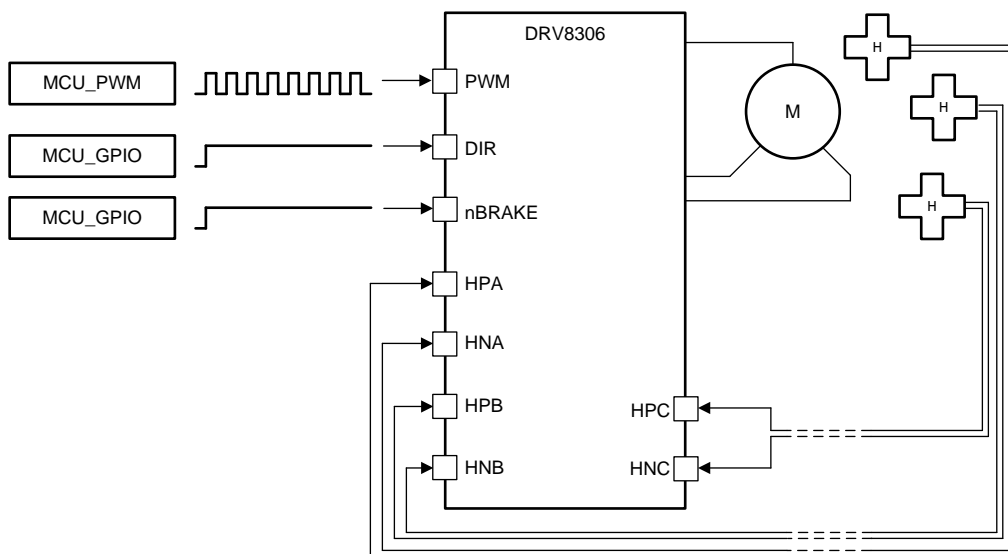 DRV8306
H
MCU_PWM
PWM
H
M
MCU_GPIO
DIR
H
MCU_GPIO
nBRAKE
HPA
HNA
HPB
HPC
HNB
HNC